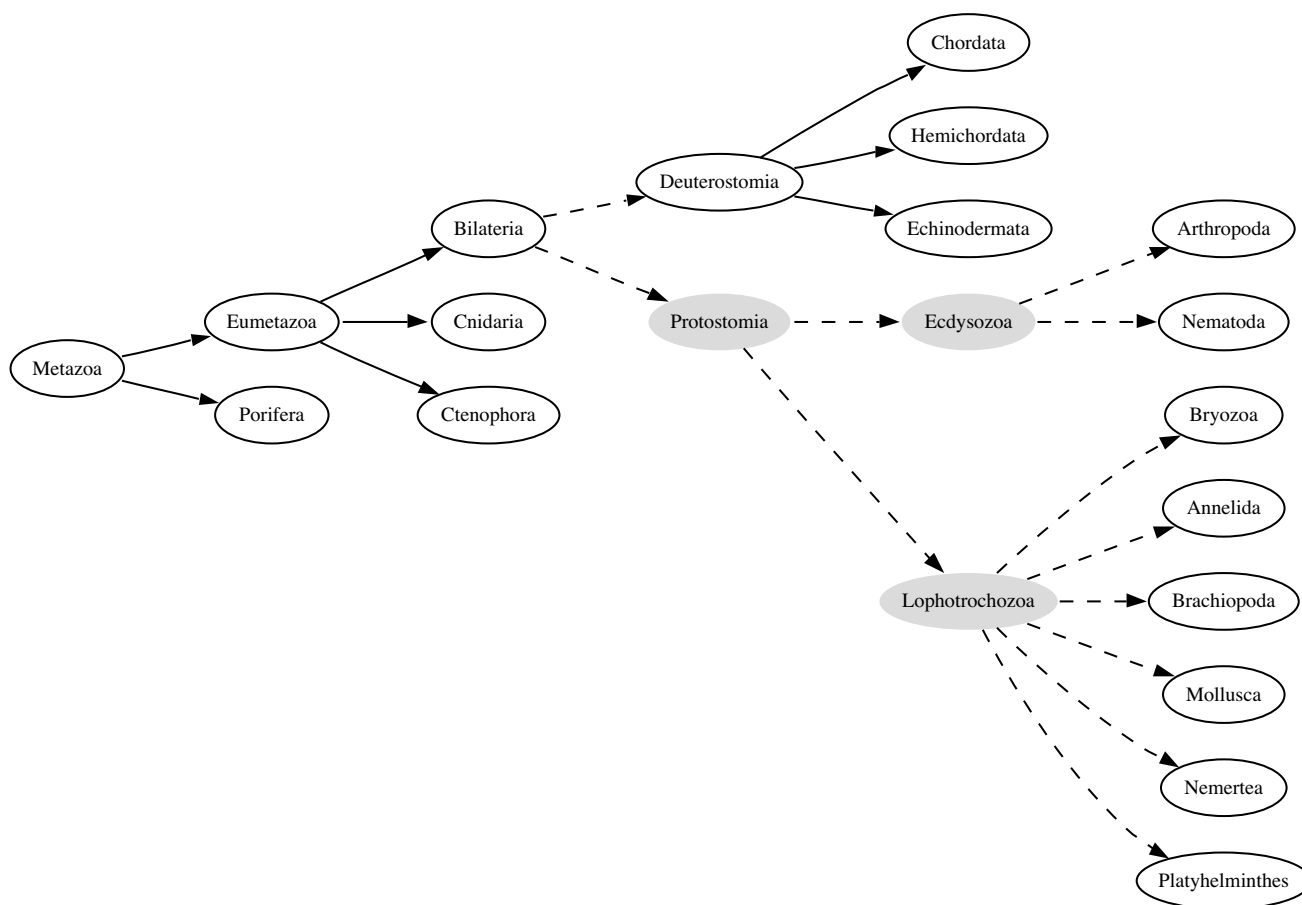 Chordata
Hemichordata
Deuterostomia
Echinodermata
Bilateria
Arthropoda
Eumetazoa
Cnidaria
Protostomia
Ecdysozoa
Nematoda
Metazoa
Porifera
Ctenophora
Bryozoa
Annelida
Lophotrochozoa
Brachiopoda
Mollusca
Nemertea
Platyhelminthes